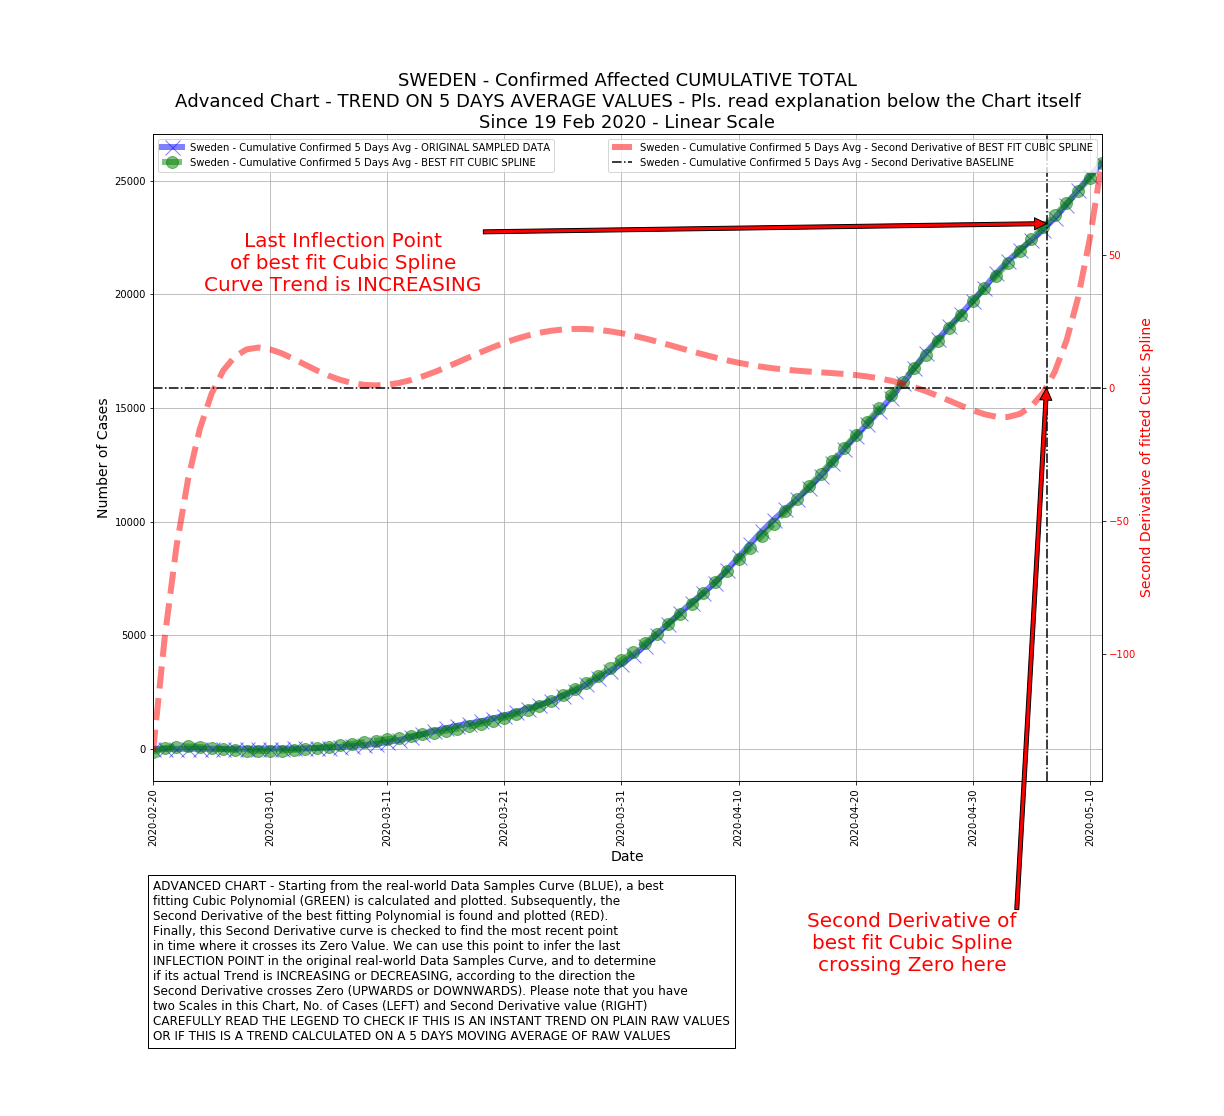 SWEDEN - Confirmed Affected CUMULATIVE TOTAL
Advanced Chart - TREND ON 5 DAYS AVERAGE VALUES - Pls. read explanation below the Chart itself
Since 19 Feb 2020 - Linear Scale
Sweden - Cumulative Confirmed 5 Days Avg - ORIGINAL SAMPLED DATA
Sweden - Cumulative Confirmed 5 Days Avg - BEST FIT CUBIC SPLINE
Sweden - Cumulative Confirmed 5 Days Avg - Second Derivative of BEST FIT CUBIC SPLINE
Sweden - Cumulative Confirmed 5 Days Avg - Second Derivative BASELINE
Last Inflection Point
of best fit Cubic Spline
Curve Trend is INCREASING
Number of Cases
25000
20000
15000
10000
5000
0
50
0
−50
−100
Second Derivative of fitted Cubic Spline
2020-02-20
2020-03-01
2020-03-11
2020-03-21
2020-03-31
2020-04-10
2020-04-20
2020-04-30
2020-05-10
Date
Second Derivative of
best fit Cubic Spline
crossing Zero here
ADVANCED CHART - Starting from the real-world Data Samples Curve (BLUE), a best
fitting Cubic Polynomial (GREEN) is calculated and plotted. Subsequently, the
Second Derivative of the best fitting Polynomial is found and plotted (RED).
Finally, this Second Derivative curve is checked to find the most recent point
in time where it crosses its Zero Value. We can use this point to infer the last
INFLECTION POINT in the original real-world Data Samples Curve, and to determine
if its actual Trend is INCREASING or DECREASING, according to the direction the
Second Derivative crosses Zero (UPWARDS or DOWNWARDS). Please note that you have
two Scales in this Chart, No. of Cases (LEFT) and Second Derivative value (RIGHT)
CAREFULLY READ THE LEGEND TO CHECK IF THIS IS AN INSTANT TREND ON PLAIN RAW VALUES
OR IF THIS IS A TREND CALCULATED ON A 5 DAYS MOVING AVERAGE OF RAW VALUES